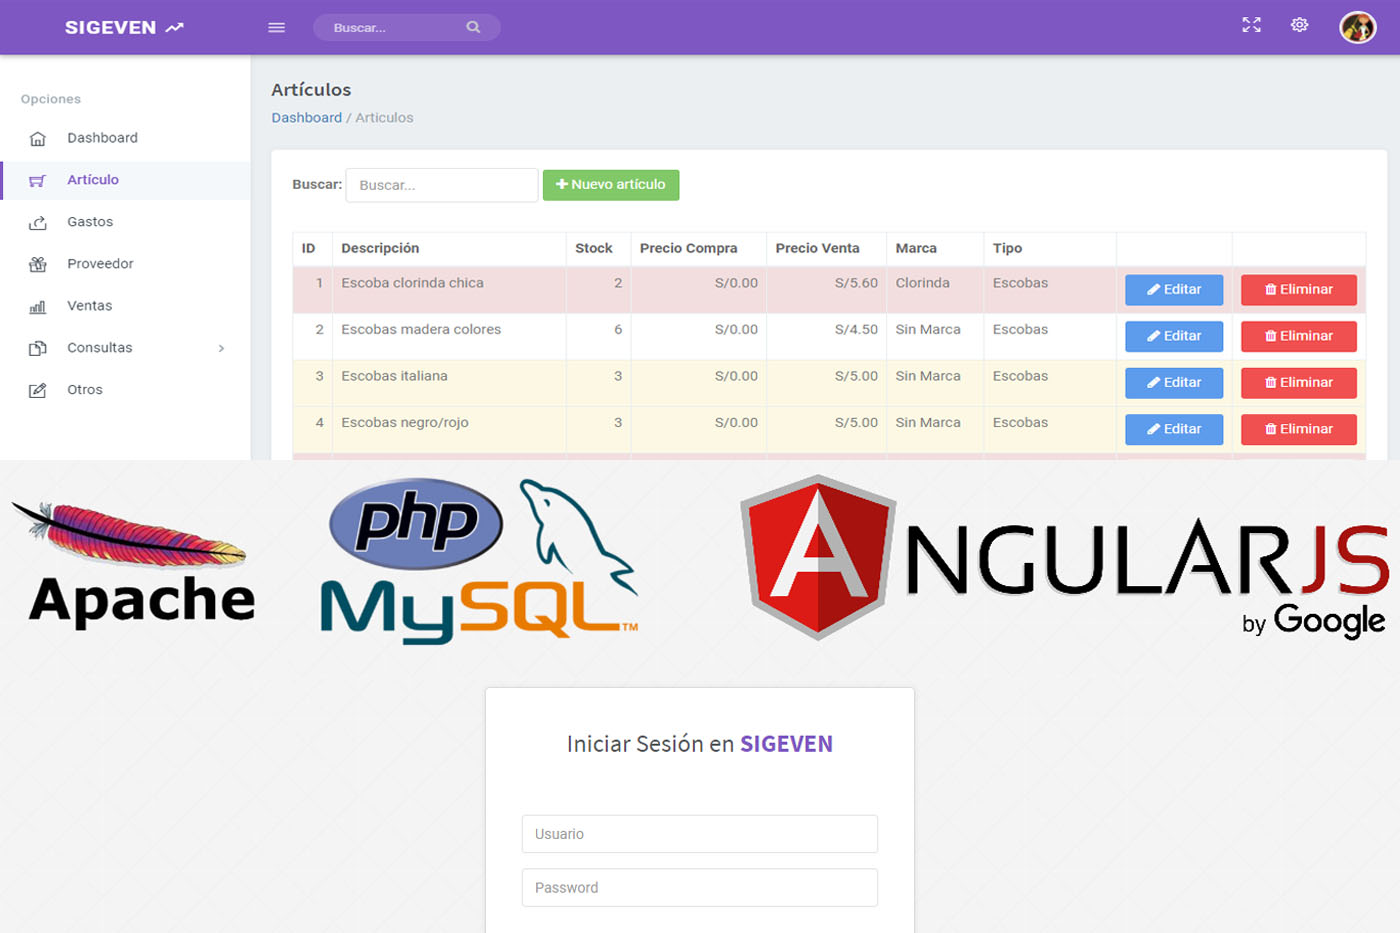 SIGEVEN
Buscar...
Opciones
Dashboard
Artículo
Gastos
Proveedor
Ventas
Consultas
Otros
Artículos
Dashboard / Articulos
Buscar: Buscar... Nuevo artículo
ID Descripción Stock Precio Compra Precio Venta Marca Tipo
1 Escoba clorinda chica 2 S/0.00 S/5.60 Clorinda Escobas Editar Eliminar
2 Escobas madera colores 6 S/0.00 S/4.50 Sin Marca Escobas Editar Eliminar
3 Escobas italiana 3 S/0.00 S/5.00 Sin Marca Escobas Editar Eliminar
4 Escobas negro/rojo 3 S/0.00 S/5.00 Sin Marca Escobas Editar Eliminar
Apache
php
MySQL™
A
NGULARJS
by Google
Iniciar Sesión en SIGEVEN
Usuario
Password